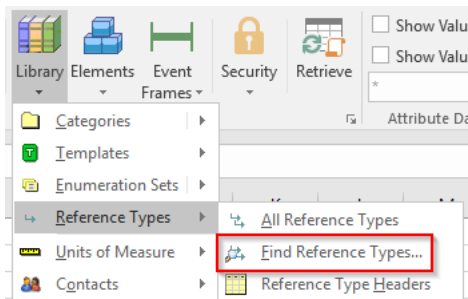 Show Valu
Show Valu
Library Elements Event Frames Security Retrieve
*
Attribute Da
Categories
Templates
Enumeration Sets
Reference Types
All Reference Types
Units of Measure
Find Reference Types...
Contacts
Reference Type Headers